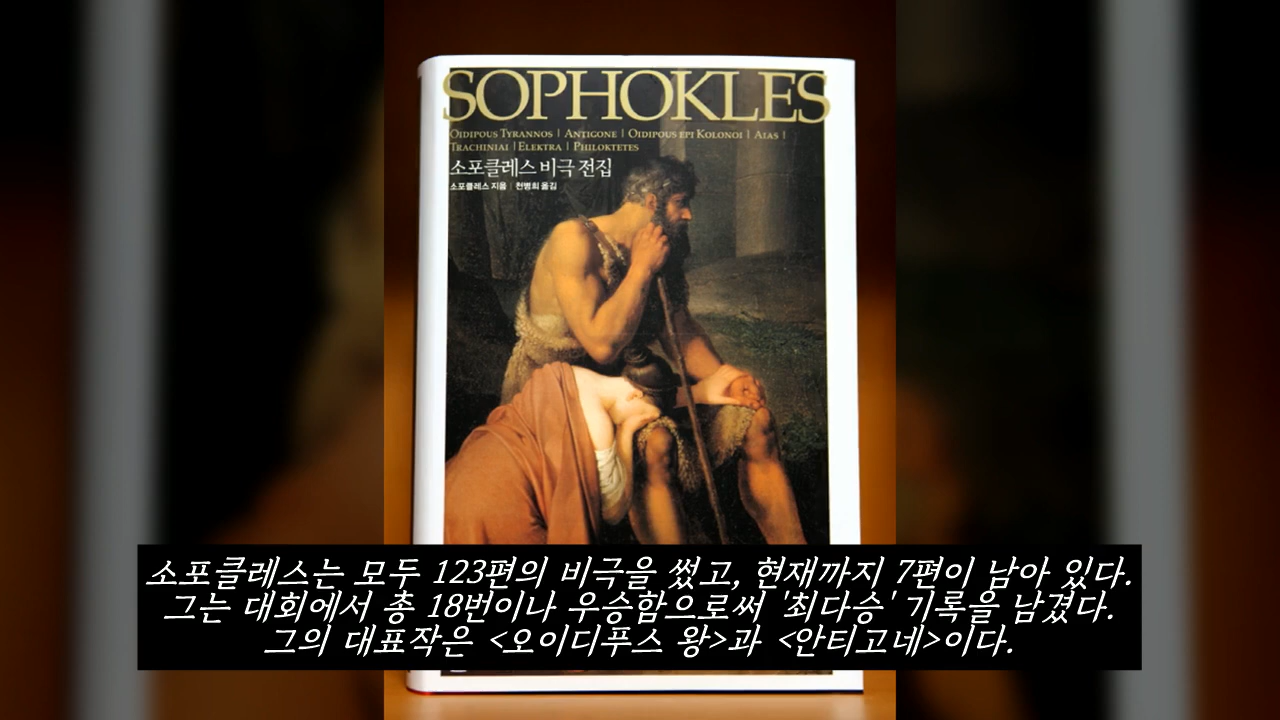 SOPHOKLES
OIDIPOUS TYRANNOS | ANTIGONE | OIDIPOUS EPI KOLONOI | AIAS |
TRACHINIAI | ELEKTRA | PHILOKTETES
소포클레스 비극 전집
소포클레스 지음 | 천병희 옮김
소포클레스는 모두 123편의 비극을 썼고, 현재까지 7편이 남아 있다.
그는 대회에서 총 18번이나 우승함으로써 '최다승' 기록을 남겼다.
그의 대표작은 <오이디푸스 왕>과 <안티고네>이다.